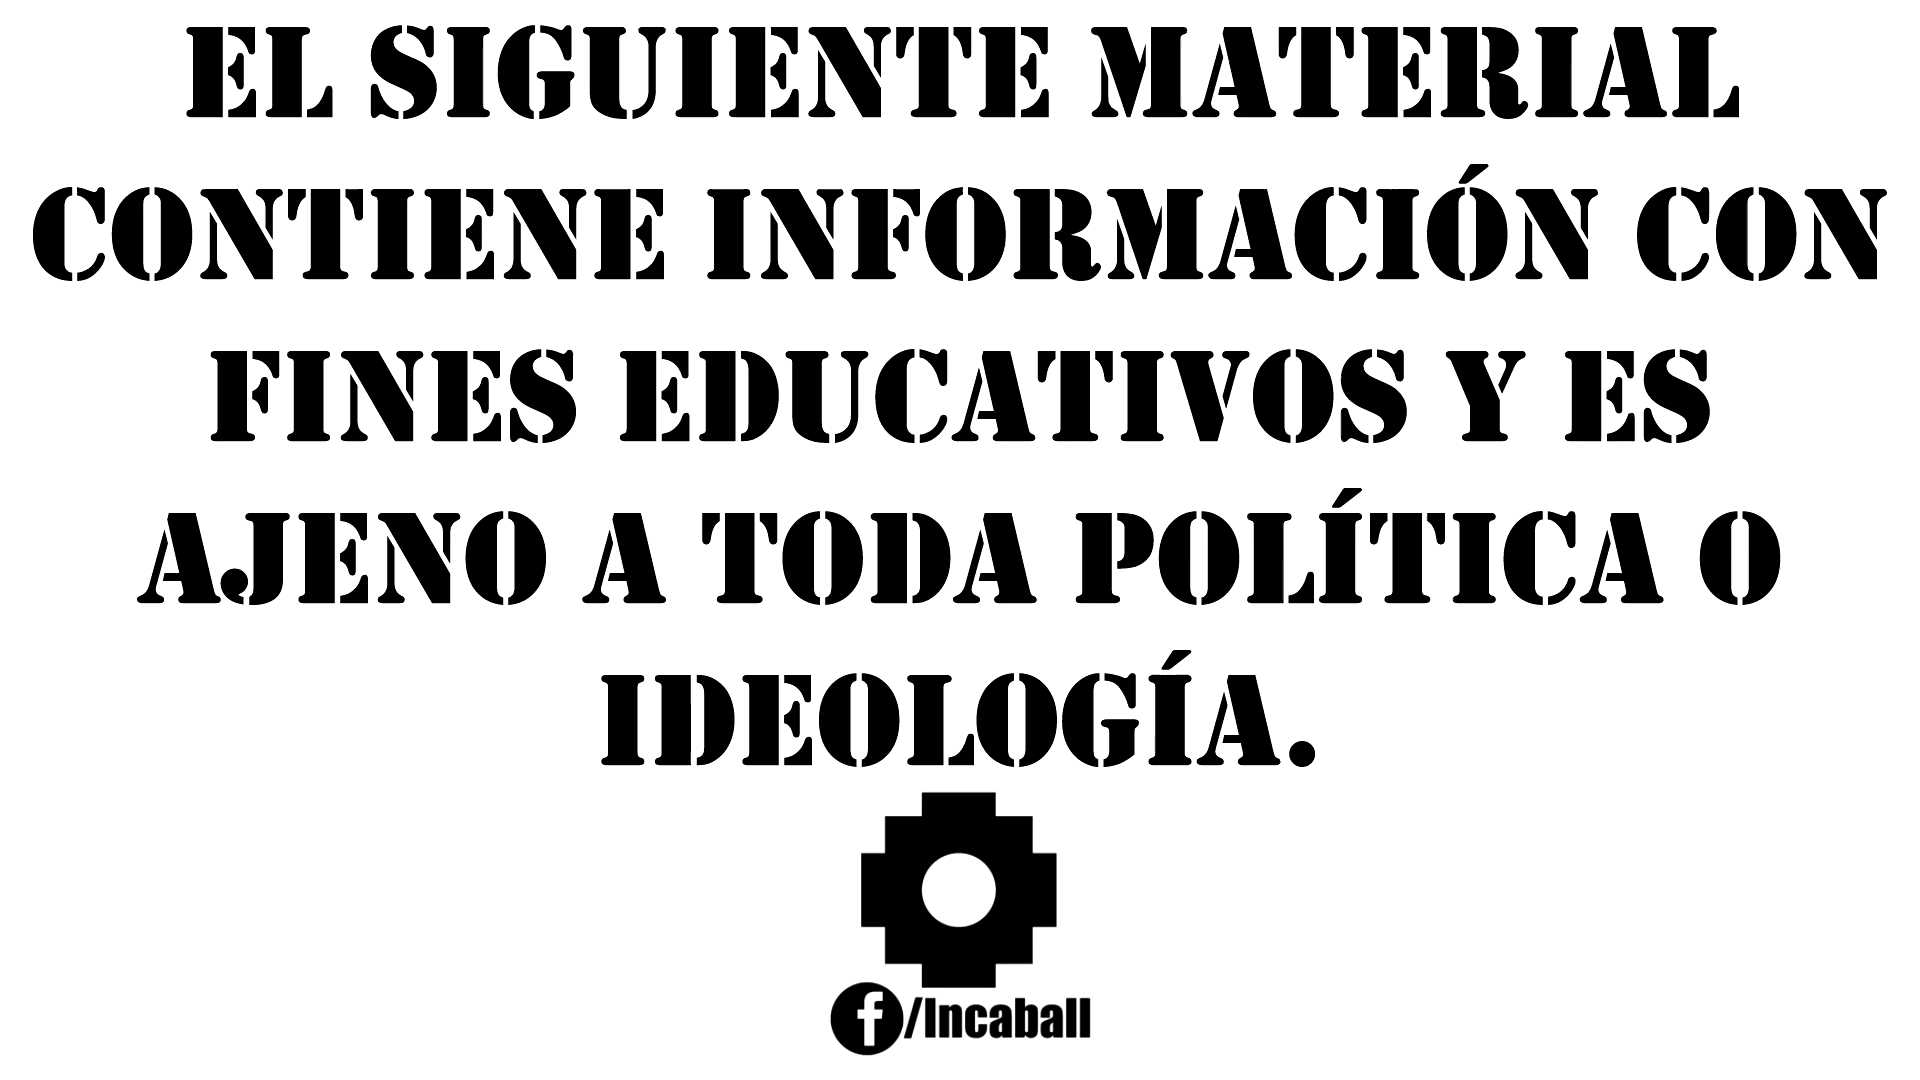 EL SIGUIENTE MATERIAL
CONTIENE INFORMACIÓN CON
FINES EDUCATIVOS Y ES
AJENO A TODA POLÍTICA O
IDEOLOGÍA.
f/Incaball